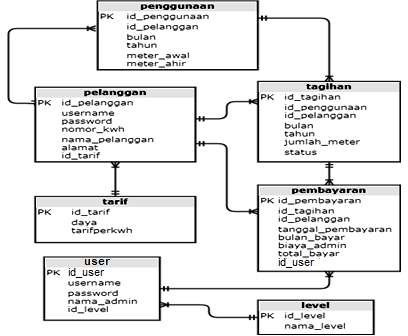 penggunaan
PK id_penggunaan
id_pelanggan
bulan
tahun
meter_awal
meter_ahir
pelanggan
PK id_pelanggan
username
password
nomor_kwh
nama_pelanggan
alamat
id_tarif
tagihan
PK id_tagihan
id_penggunaan
id_pelanggan
bulan
tahun
jumlah_meter
status
tarif
PK id_tarif
daya
tarifperkwh
pembayaran
PK id_pembayaran
id_tagihan
id_pelanggan
tanggal_pembayaran
bulan_bayar
biaya_admin
total_bayar
id_user
user
PK id_user
username
password
nama_admin
id_level
level
PK id_level
nama_level